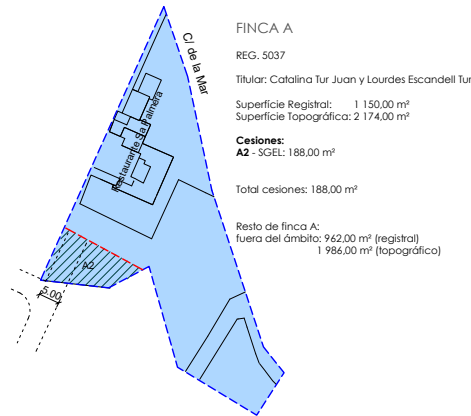 FINCA A
REG. 5037
Titular: Catalina Tur Juan y Lourdes Escandell Tur
Superfície Registral: 1 150,00 m²
Superfície Topográfica: 2 174,00 m²
Cesiones:
A2 - SGEL: 188,00 m²
Total cesiones: 188,00 m²
Resto de finca A:
fuera del ámbito: 962,00 m² (registral)
1 986,00 m² (topográfico)
C/ de la Mar
Restaurante Sa Palmera
A2
5.00